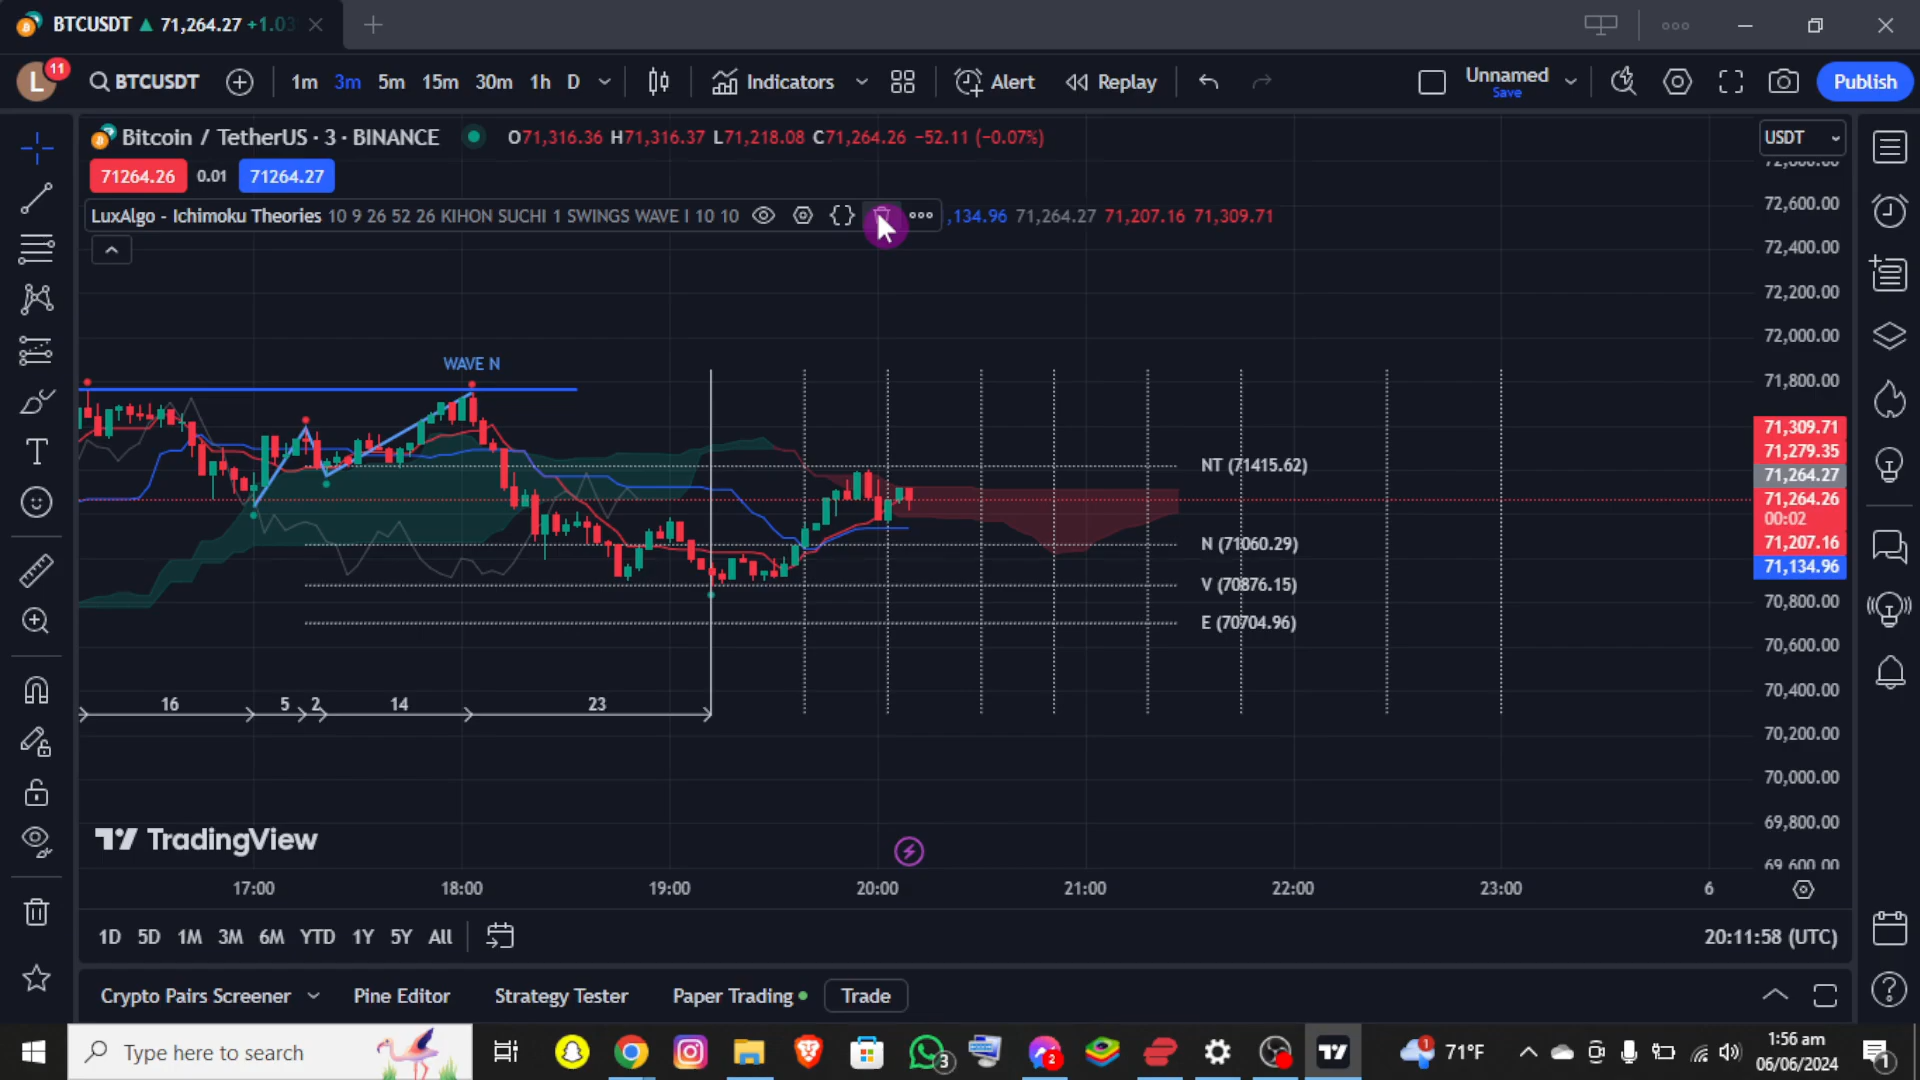 BTCUSDT ▲ 71,264.27 +1.03
L 11 BTCUSDT 1m 3m 5m 15m 30m 1h D Indicators Alert Replay Unnamed Save Publish
Bitcoin / TetherUS · 3 · BINANCE O71,316.36 H71,316.37 L71,218.08 C71,264.26 −52.11 (−0.07%) USDT
71264.26 0.01 71264.27
LuxAlgo - Ichimoku Theories 10 9 26 52 26 KIHON SUCHI 1 SWINGS WAVE I 10 10 ,134.96 71,264.27 71,207.16 71,309.71
72,600.00
72,400.00
72,200.00
72,000.00
WAVE N
71,800.00
71,309.71
71,279.35
NT (71415.62)
71,264.27
71,264.26
00:02
N (71060.29)
71,207.16
71,134.96
V (70876.15)
70,800.00
E (70704.96)
70,600.00
70,400.00
16 5 2 14 23
70,200.00
70,000.00
69,800.00
TradingView
69,600.00
17:00 18:00 19:00 20:00 21:00 22:00 23:00 6
1D 5D 1M 3M 6M YTD 1Y 5Y All 20:11:58 (UTC)
Crypto Pairs Screener Pine Editor Strategy Tester Paper Trading Trade
Type here to search 3 2 1 71°F 1:56 am
06/06/2024 1